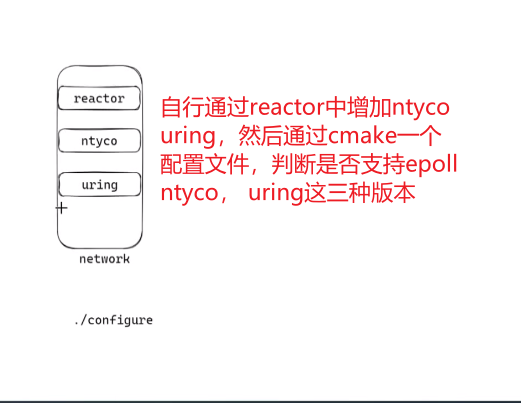 reactor
ntyco
uring
network
./configure
自行通过reactor中增加ntyco
uring，然后通过cmake一个
配置文件，判断是否支持epoll
ntyco， uring这三种版本